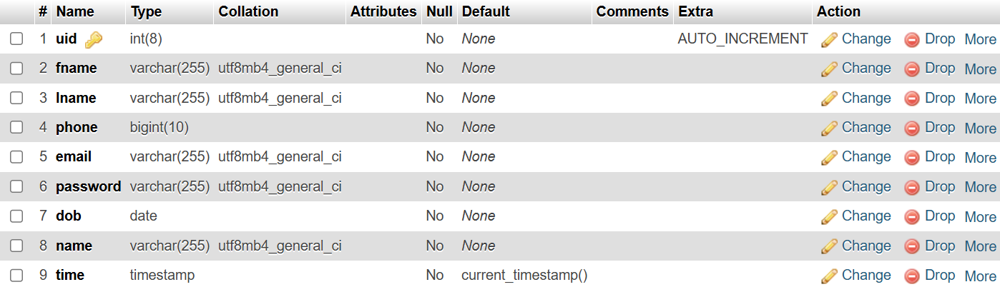 # Name Type Collation Attributes Null Default Comments Extra Action
1 uid int(8) No None AUTO_INCREMENT Change Drop More
2 fname varchar(255) utf8mb4_general_ci No None Change Drop More
3 lname varchar(255) utf8mb4_general_ci No None Change Drop More
4 phone bigint(10) No None Change Drop More
5 email varchar(255) utf8mb4_general_ci No None Change Drop More
6 password varchar(255) utf8mb4_general_ci No None Change Drop More
7 dob date No None Change Drop More
8 name varchar(255) utf8mb4_general_ci No None Change Drop More
9 time timestamp No current_timestamp() Change Drop More